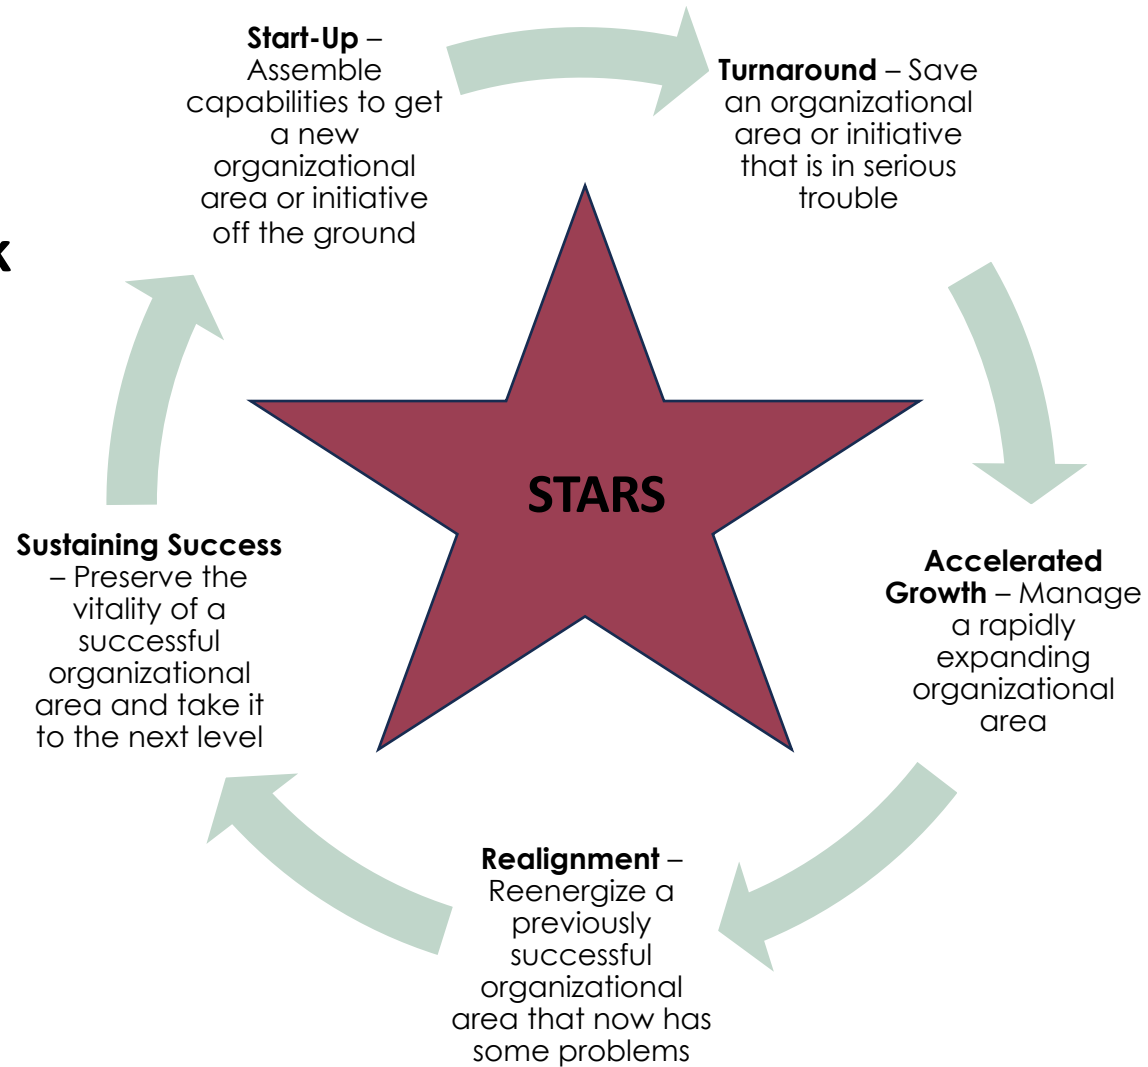 Start-Up –
Assemble
capabilities to get
a new
organizational
area or initiative
off the ground
Turnaround – Save
an organizational
area or initiative
that is in serious
trouble
k
STARS
Accelerated
Growth – Manage
a rapidly
expanding
organizational
area
Realignment –
Reenergize a
previously
successful
organizational
area that now has
some problems
Sustaining Success
– Preserve the
vitality of a
successful
organizational
area and take it
to the next level